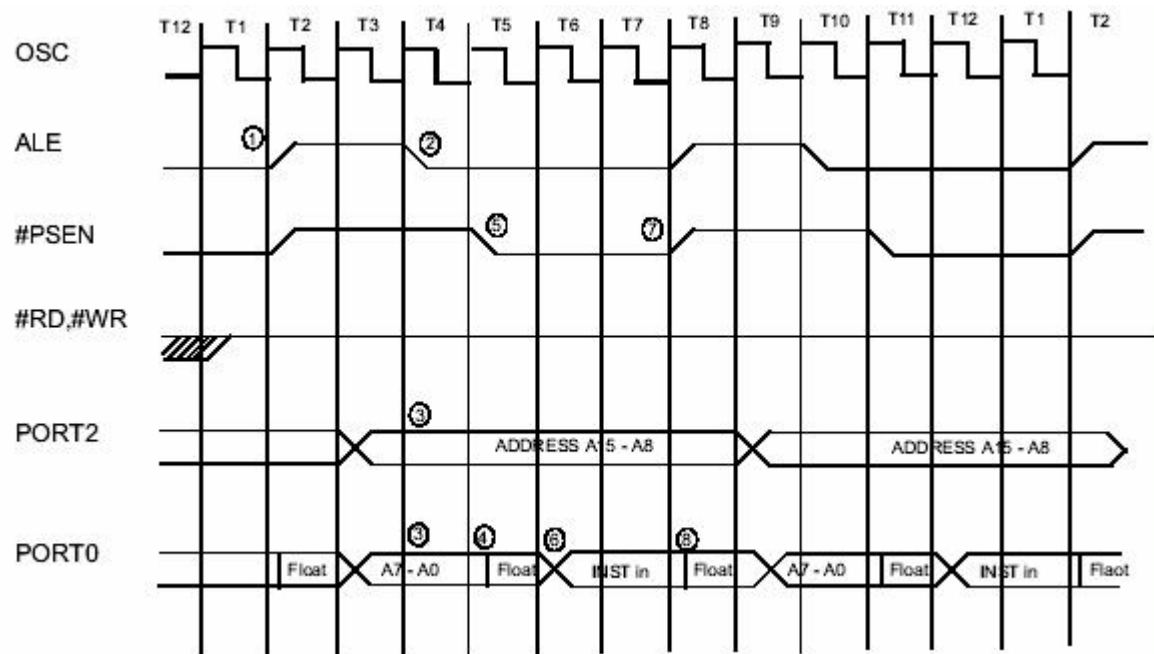 T12 T1 T2 T3 T4 T5 T6 T7 T8 T9 T10 T11 T12 T1 T2
OSC
ALE ① ②
#PSEN ⑤ ⑦
#RD,#WR
③
PORT2 ADDRESS A15 - A8 ADDRESS A15 - A8
③ ④ ⑥ ⑧
PORT0 Float A7 - A0 Float INST in Float A7 - A0 Float INST in Flaot